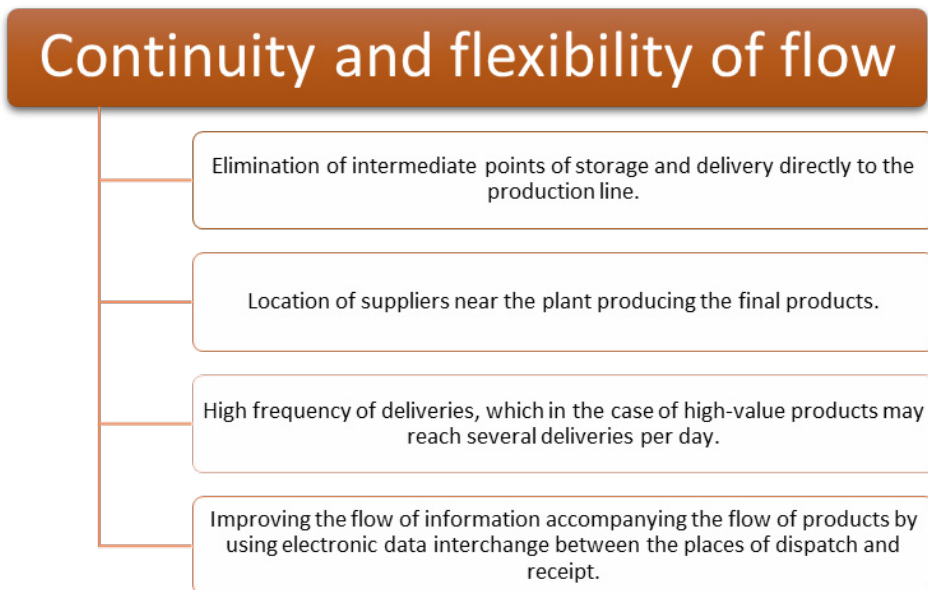 Continuity and flexibility of flow
Elimination of intermediate points of storage and delivery directly to the
production line.
Location of suppliers near the plant producing the final products.
High frequency of deliveries, which in the case of high-value products may
reach several deliveries per day.
Improving the flow of information accompanying the flow of products by
using electronic data interchange between the places of dispatch and
receipt.